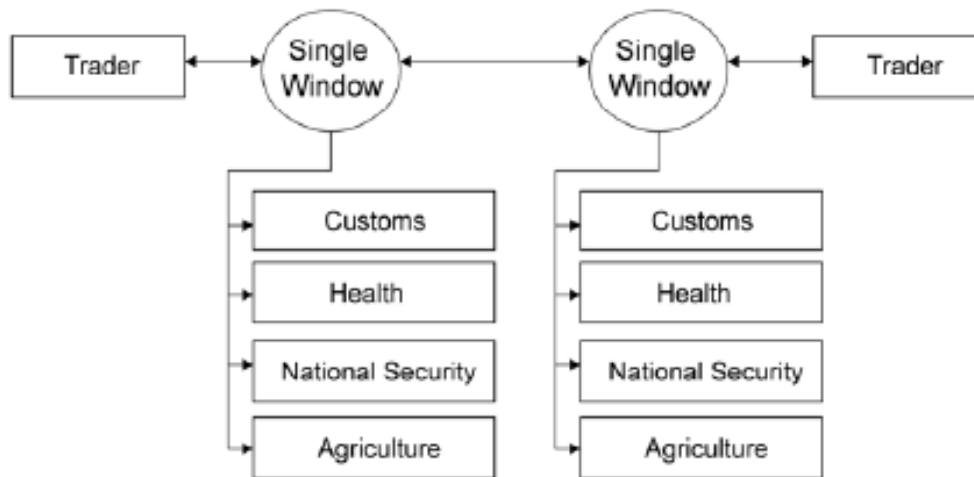 Trader
Single
Window
Single
Window
Trader
Customs
Health
National Security
Agriculture
Customs
Health
National Security
Agriculture